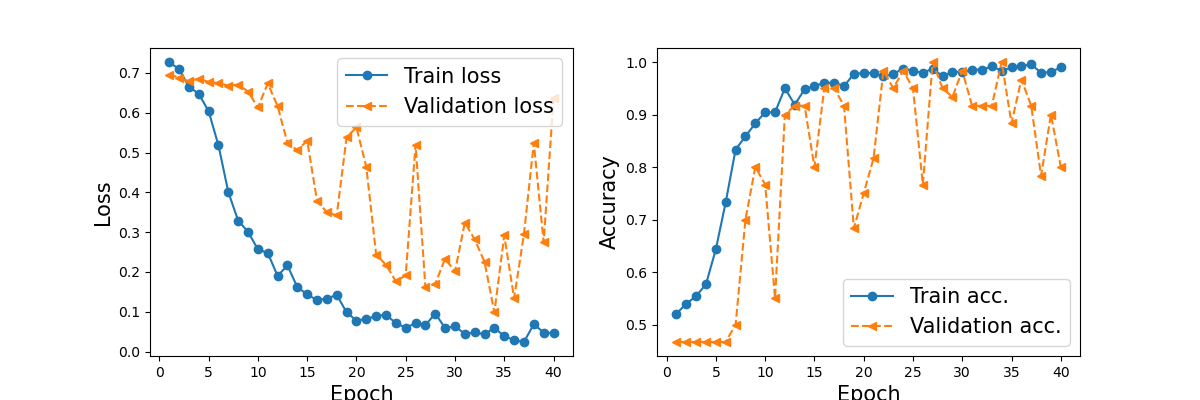 Train loss
Validation loss
0.7
0.6
0.5
0.4
0.3
0.2
0.1
0.0
Loss
0 5 10 15 20 25 30 35 40
Epoch
1.0
0.9
0.8
0.7
0.6
0.5
Accuracy
Train acc.
Validation acc.
0 5 10 15 20 25 30 35 40
Epoch